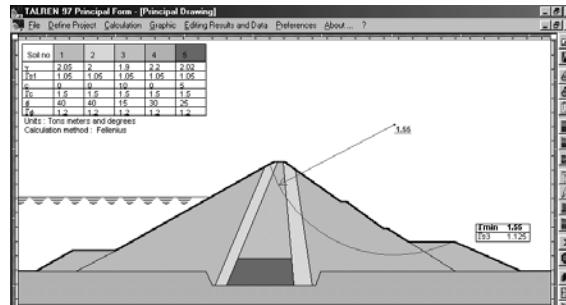 TALREN 97 Principal Form - [Principal Drawing]
File Define Project Calculation Graphic Editing Results and Data Preferences About... ?
Soil no 1 2 3 4 5
γ 2.05 2 1.9 2.2 2.02
Γs1 1.05 1.05 1.05 1.05 1.05
c 0 0 10 0 5
Γc 1.5 1.5 1.5 1.5 1.5
ϕ 40 40 15 30 25
Γϕ 1.2 1.2 1.2 1.2 1.2
Units : Tons meters and degrees
Calculation method : Fellenius
1.55
Γmin 1.55
Γs3 1.125